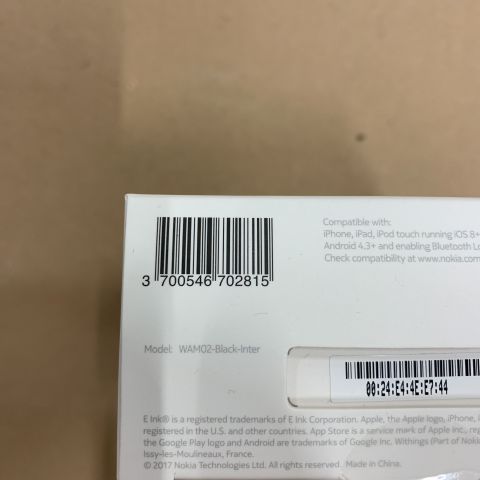 Compatible with:
iPhone, iPad, iPod touch running iOS 8+
Android 4.3+ and enabling Bluetooth Lo
Check compatibility at www.nokia.com
3 700546 702815
Model: WAM02-Black-Inter
00:24:E4:4E:E7:44
E Ink® is a registered trademarks of E Ink Corporation. Apple, the Apple logo, iPhone, i
registered in the U.S. and other countries. App Store is a service mark of Apple Inc., reg
the Google Play logo and Android are trademarks of Google Inc. Withings (Part of Nok
Issy-les-Moulineaux, France.
© 2017 Nokia Technologies Ltd. All rights reserved. Made in China.